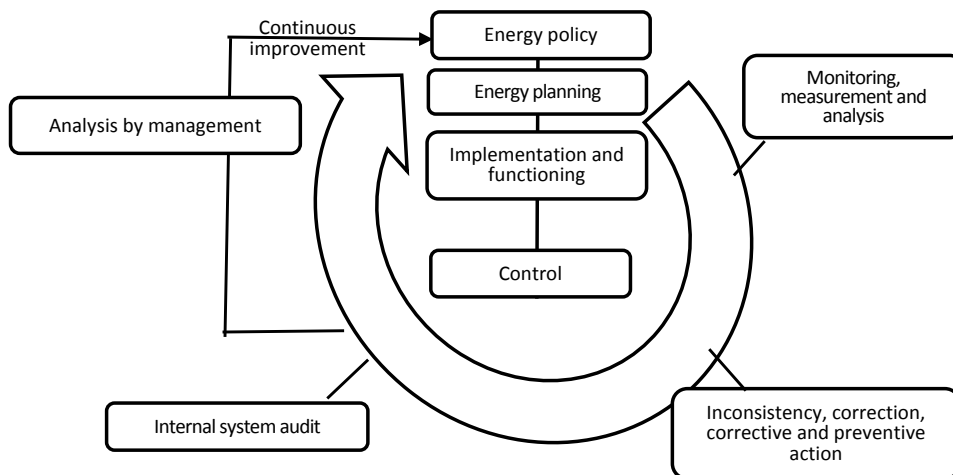 Continuous
improvement
Energy policy
Energy planning
Monitoring,
measurement and
analysis
Analysis by management
Implementation and
functioning
Control
Internal system audit
Inconsistency, correction,
corrective and preventive
action